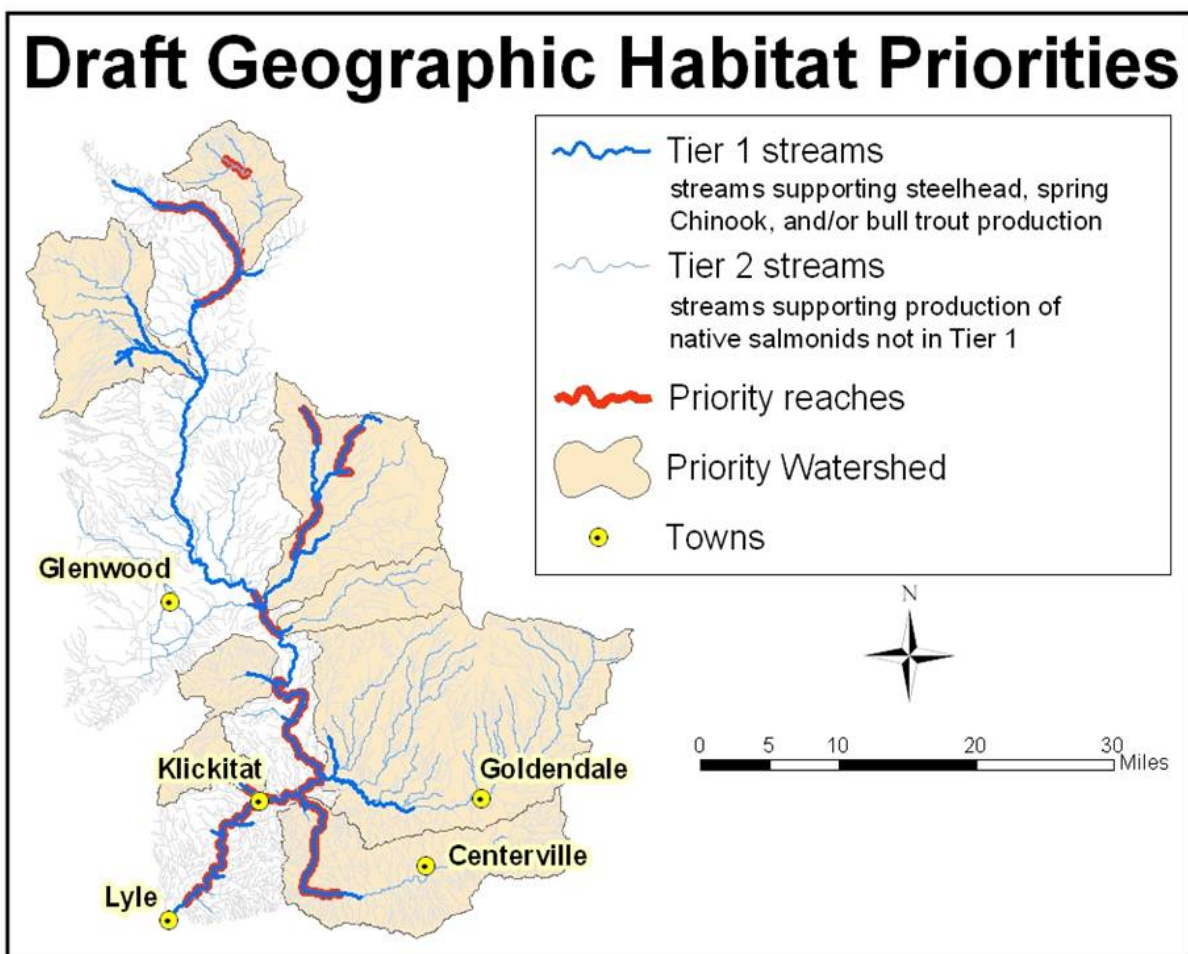 Draft Geographic Habitat Priorities
Tier 1 streams
streams supporting steelhead, spring
Chinook, and/or bull trout production
Tier 2 streams
streams supporting production of
native salmonids not in Tier 1
Priority reaches
Priority Watershed
Towns
Glenwood
N
0 5 10 20 30
Miles
Klickitat
Goldendale
Centerville
Lyle